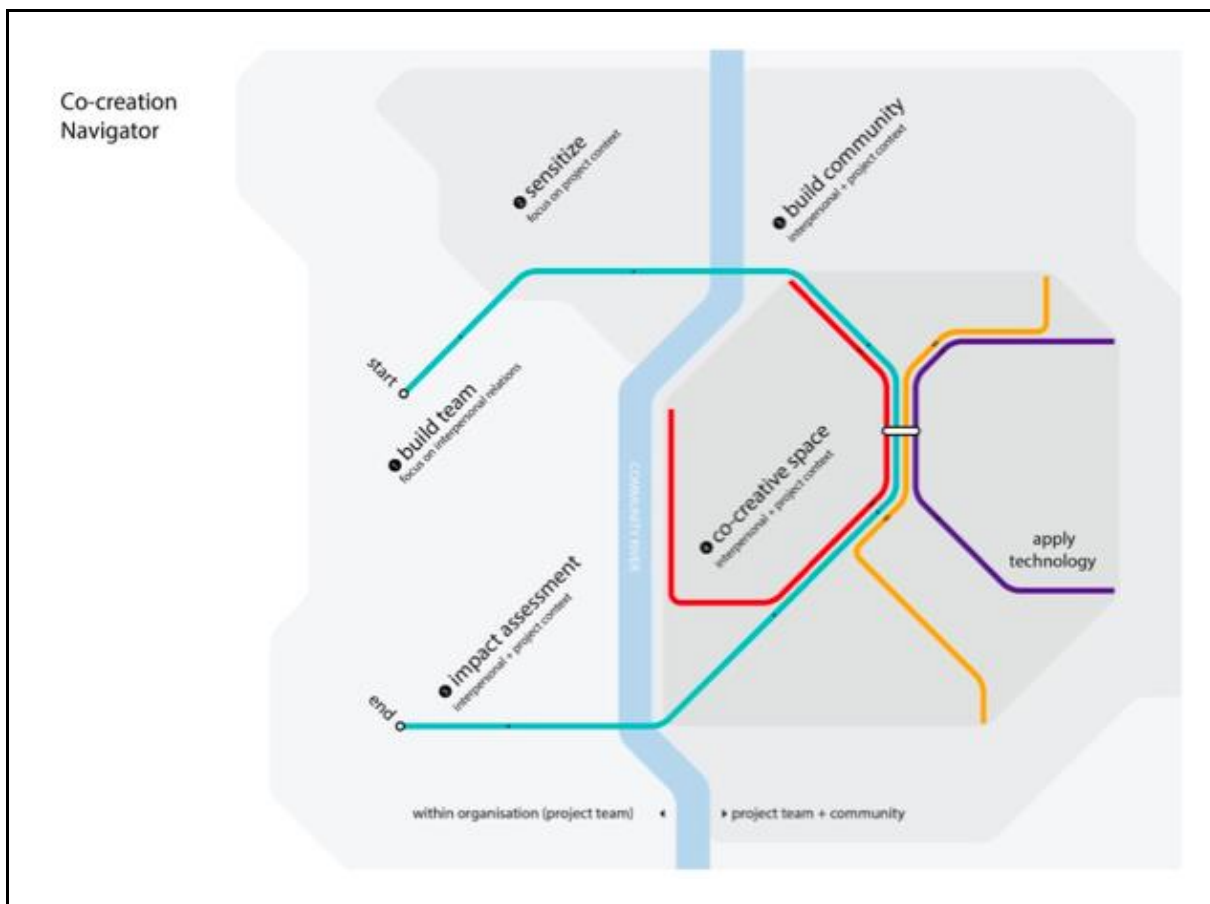 Co-creation
Navigator
sensitize
focus on project context
build community
interpersonal + project context
start
build team
focus on interpersonal relations
COMMUNITY RIVER
co-creative space
interpersonal + project context
apply
technology
impact assessment
interpersonal + project context
end
within organisation (project team)
project team + community